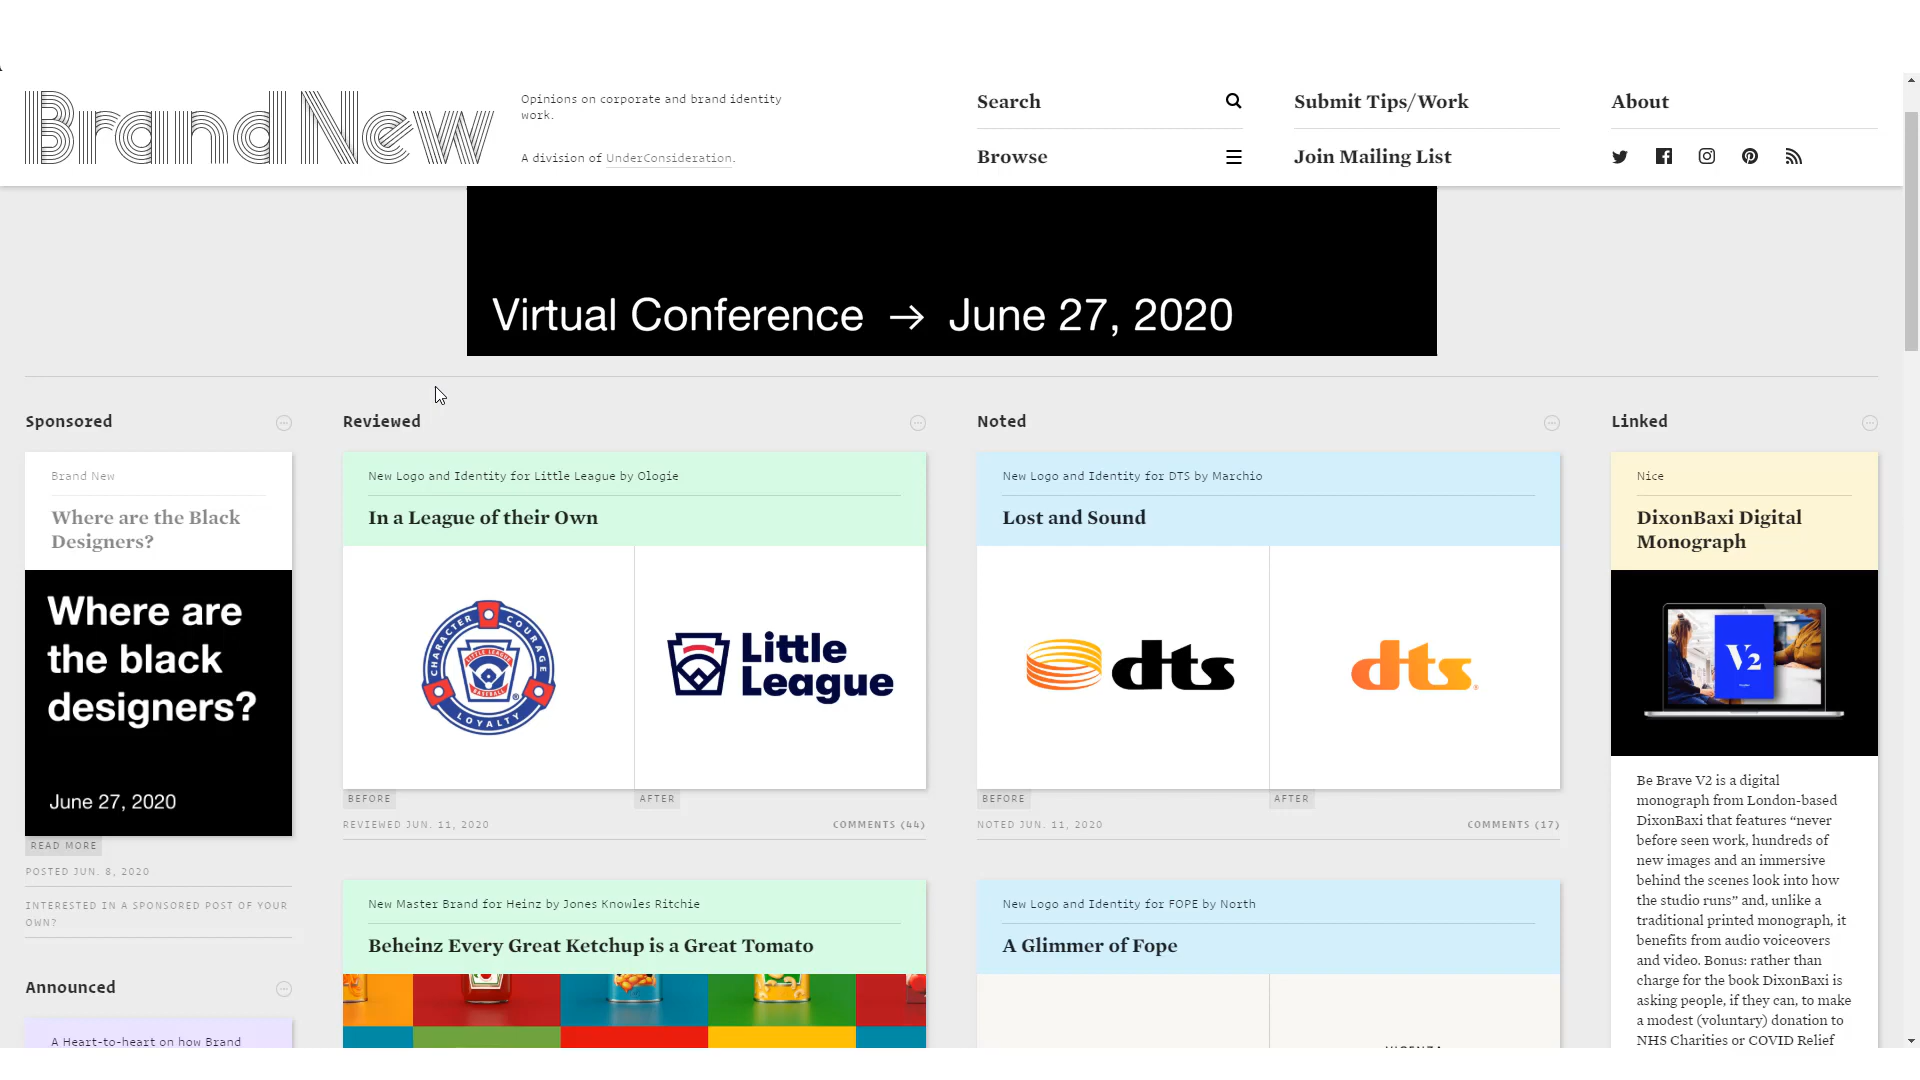 Brand New
Opinions on corporate and brand identity
work.
A division of UnderConsideration.
Search
Browse
Submit Tips/Work
Join Mailing List
About
Virtual Conference → June 27, 2020
Sponsored
Brand New
Where are the Black
Designers?
Where are
the black
designers?
June 27, 2020
READ MORE
POSTED JUN. 8, 2020
INTERESTED IN A SPONSORED POST OF YOUR
OWN?
Announced
A Heart-to-heart on how Brand
Reviewed
New Logo and Identity for Little League by Ologie
In a League of their Own
CHARACTER COURAGE
LITTLE LEAGUE
BASEBALL
®
LOYALTY
Little
League
BEFORE
AFTER
REVIEWED JUN. 11, 2020
COMMENTS (44)
New Master Brand for Heinz by Jones Knowles Ritchie
Beheinz Every Great Ketchup is a Great Tomato
Noted
New Logo and Identity for DTS by Marchio
Lost and Sound
dts
dts®
BEFORE
AFTER
NOTED JUN. 11, 2020
COMMENTS (17)
New Logo and Identity for FOPE by North
A Glimmer of Fope
Linked
Nice
DixonBaxi Digital
Monograph
V2
Be Brave V2 is a digital
monograph from London-based
DixonBaxi that features “never
before seen work, hundreds of
new images and an immersive
behind the scenes look into how
the studio runs” and, unlike a
traditional printed monograph, it
benefits from audio voiceovers
and video. Bonus: rather than
charge for the book DixonBaxi is
asking people, if they can, to make
a modest (voluntary) donation to
NHS Charities or COVID Relief